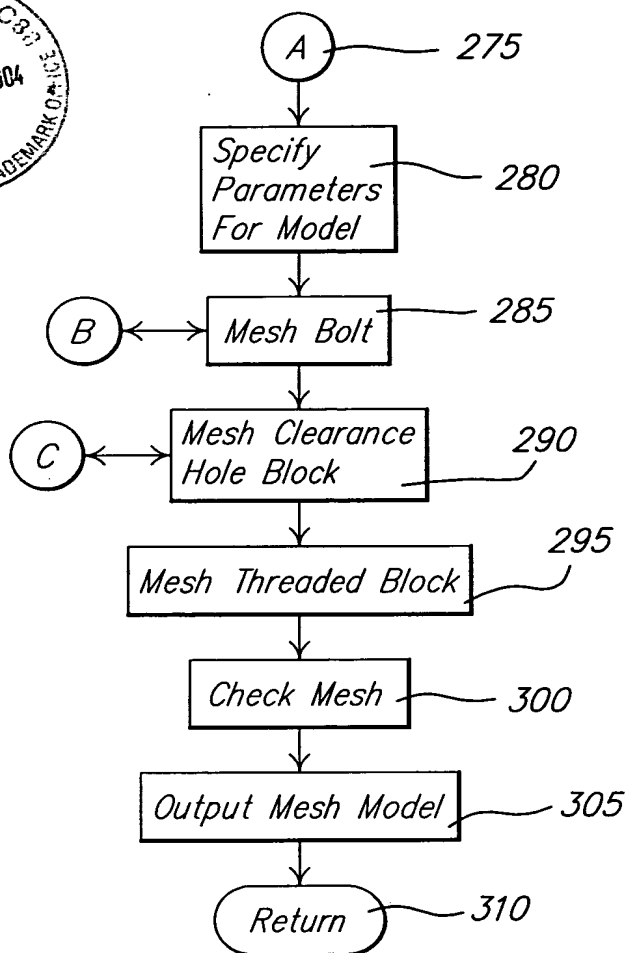 A
275
Specify
Parameters
For Model
280
B
Mesh Bolt
285
C
Mesh Clearance
Hole Block
290
Mesh Threaded Block
295
Check Mesh
300
Output Mesh Model
305
Return
310